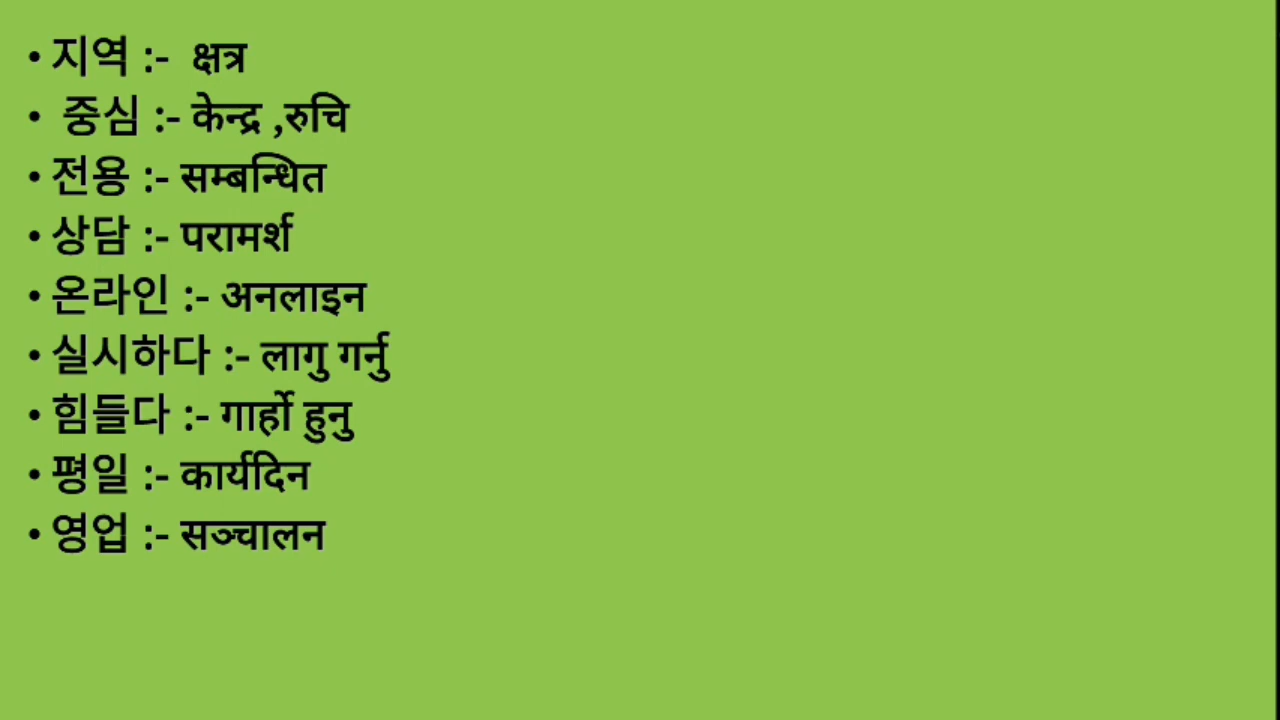 • 지역 :- क्षत्र
• 중심 :- केन्द्र ,रुचि
• 전용 :- सम्बन्धित
• 상담 :- परामर्श
• 온라인 :- अनलाइन
• 실시하다 :- लागु गर्नु
• 힘들다 :- गार्हो हुनु
• 평일 :- कार्यदिन
• 영업 :- सञ्चालन